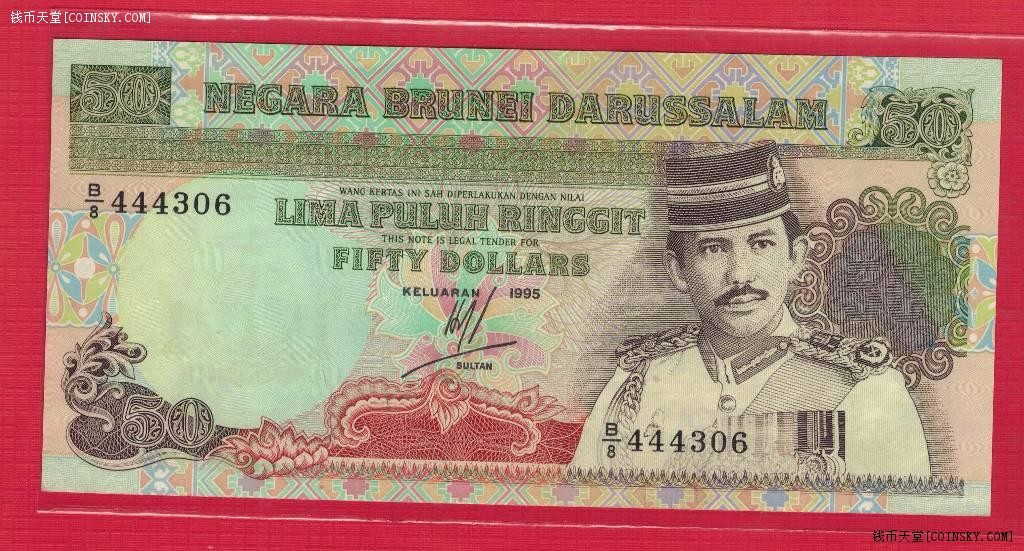 钱币天堂[COINSKY.COM]
50
NEGARA BRUNEI DARUSSALAM
50
B/8 444306
WANG KERTAS INI SAH DIPERLAKUKAN DENGAN NILAI
LIMA PULUH RINGGIT
THIS NOTE IS LEGAL TENDER FOR
FIFTY DOLLARS
KELUARAN 1995
SULTAN
50
B/8 444306
钱币天堂[COINSKY.COM]